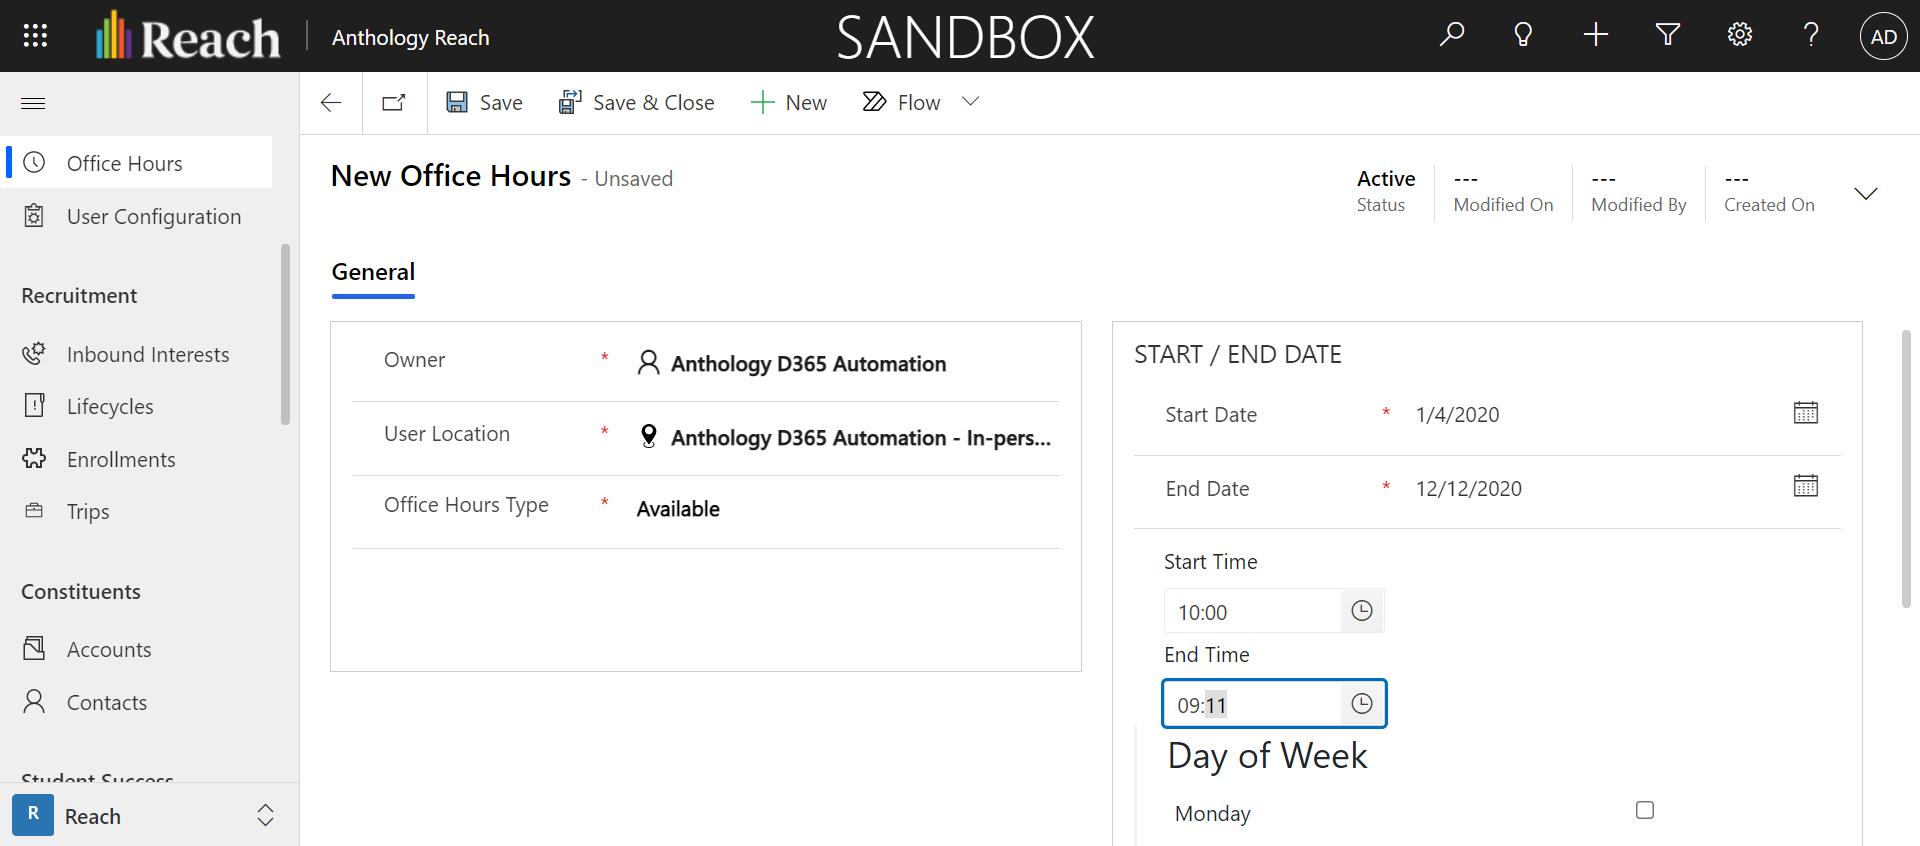 Reach
Anthology Reach
SANDBOX
AD
Save
Save & Close
New
Flow
Office Hours
User Configuration
Recruitment
Inbound Interests
Lifecycles
Enrollments
Trips
Constituents
Accounts
Contacts
Student Success
R
Reach
New Office Hours - Unsaved
Active
Status
---
Modified On
---
Modified By
---
Created On
General
Owner * Anthology D365 Automation
User Location * Anthology D365 Automation - In-pers...
Office Hours Type * Available
START / END DATE
Start Date * 1/4/2020
End Date * 12/12/2020
Start Time
10:00
End Time
09:11
Day of Week
Monday